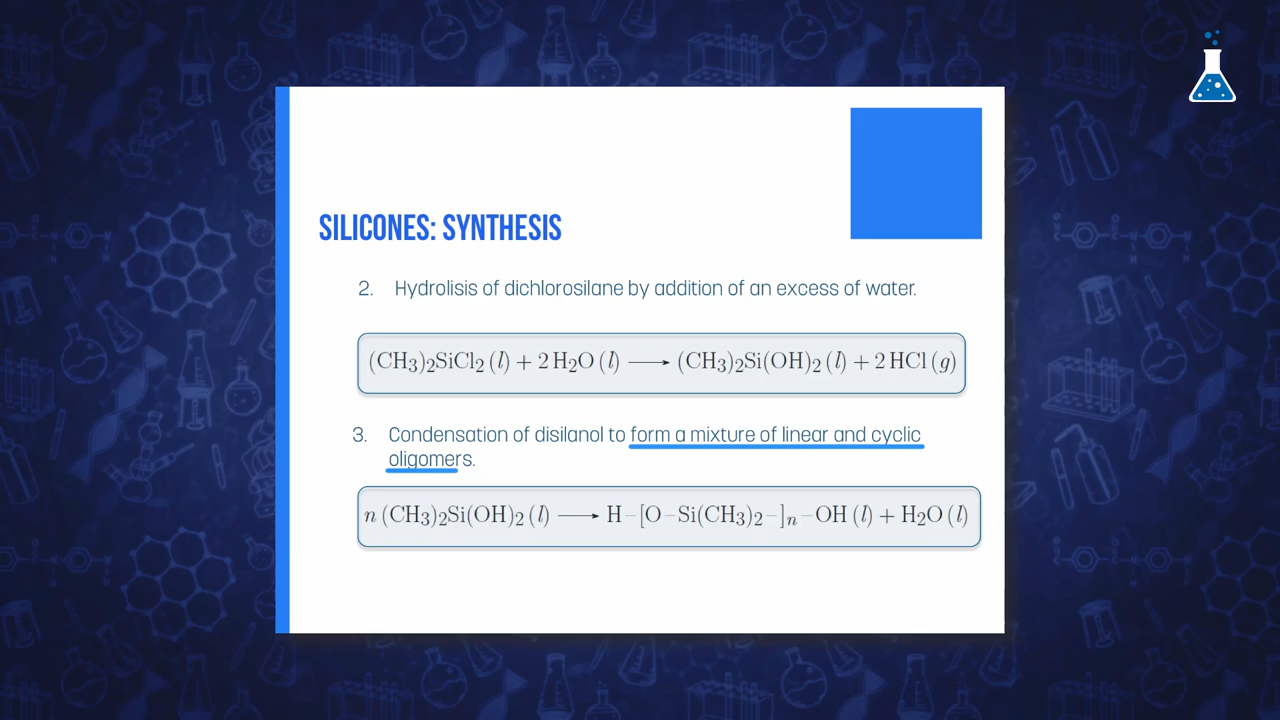 SILICONES: SYNTHESIS
2. Hydrolisis of dichlorosilane by addition of an excess of water.
(CH₃)₂SiCl₂ (l) + 2 H₂O (l) ⟶ (CH₃)₂Si(OH)₂ (l) + 2 HCl (g)
3. Condensation of disilanol to form a mixture of linear and cyclic
oligomers.
n (CH₃)₂Si(OH)₂ (l) ⟶ H–[O–Si(CH₃)₂–]ₙ–OH (l) + H₂O (l)